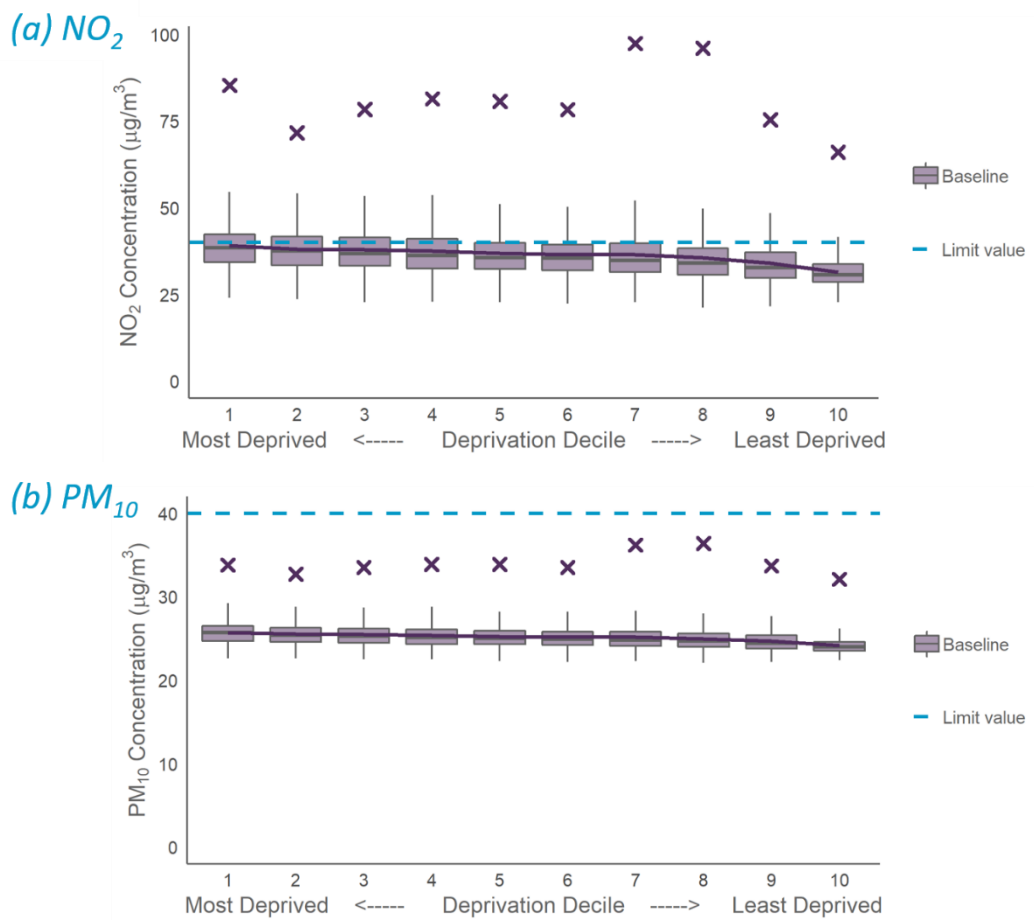 (a) NO₂
NO₂ Concentration (µg/m³)
100
75
50
25
0
1 2 3 4 5 6 7 8 9 10
Most Deprived <----- Deprivation Decile -----> Least Deprived
Baseline
Limit value
(b) PM₁₀
PM₁₀ Concentration (µg/m³)
40
30
20
10
0
1 2 3 4 5 6 7 8 9 10
Most Deprived <----- Deprivation Decile -----> Least Deprived
Baseline
Limit value